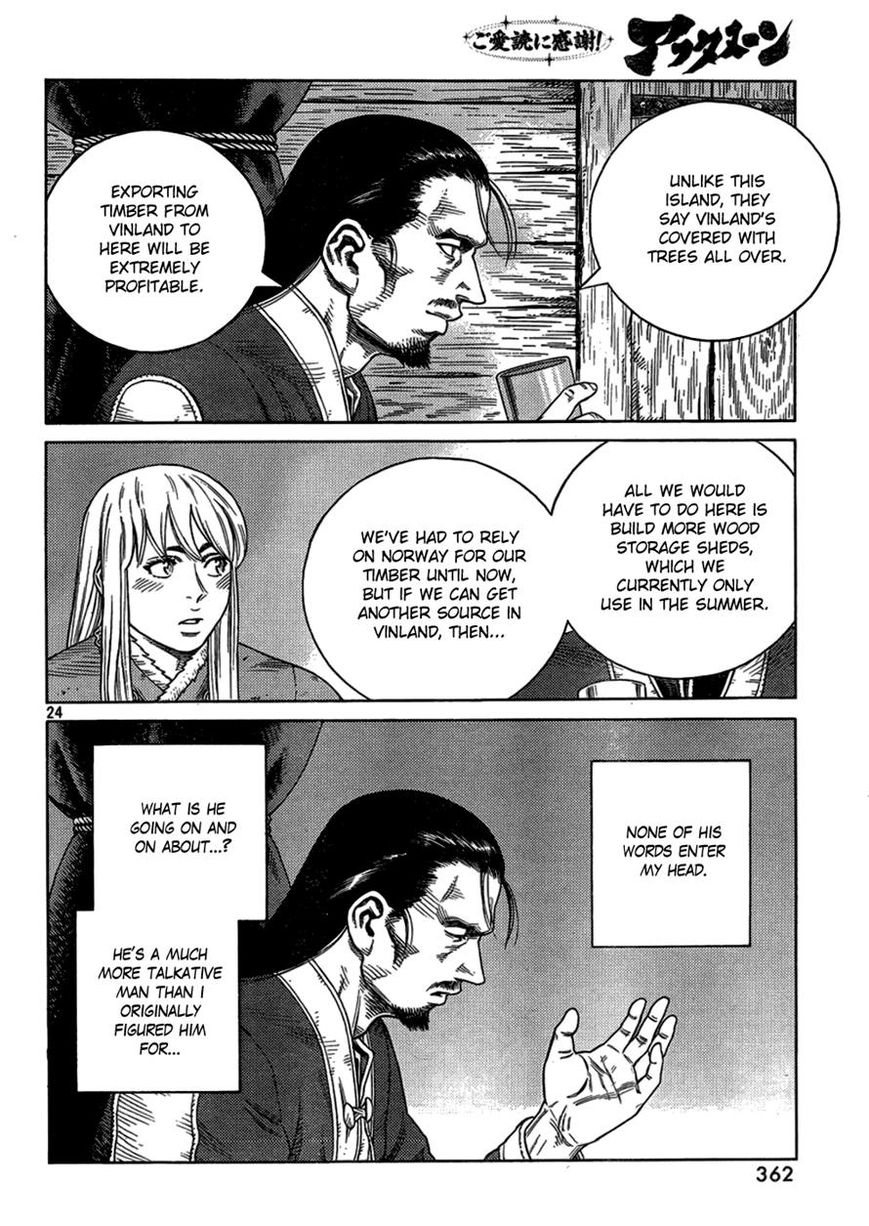 ご愛読に感謝!
アフタヌーン
UNLIKE THIS
ISLAND, THEY
SAY VINLAND'S
COVERED WITH
TREES ALL OVER.
EXPORTING
TIMBER FROM
VINLAND TO
HERE WILL BE
EXTREMELY
PROFITABLE.
ALL WE WOULD
HAVE TO DO HERE IS
BUILD MORE WOOD
STORAGE SHEDS,
WHICH WE
CURRENTLY ONLY
USE IN THE SUMMER.
WE'VE HAD TO RELY
ON NORWAY FOR OUR
TIMBER UNTIL NOW,
BUT IF WE CAN GET
ANOTHER SOURCE IN
VINLAND, THEN...
24
NONE OF HIS
WORDS ENTER
MY HEAD.
WHAT IS HE
GOING ON AND
ON ABOUT...?
HE'S A MUCH
MORE TALKATIVE
MAN THAN I
ORIGINALLY
FIGURED HIM
FOR...
362